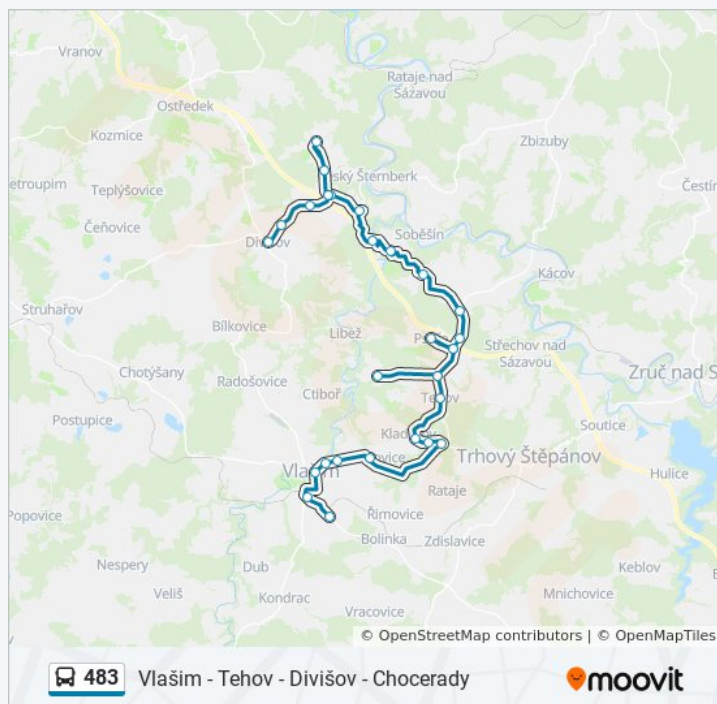 Vranov
Rataje nad
Sázavou
Ostředek
Kozmice
Zbizuby
ský Šternberk
etroupim
Teplýšovice
Čestín
Čeňovice
Soběšín
Divišov
Kácov
Struhařov
Bílkovice
Libež
Střechov nad
Sázavou
Chotýšany
Radošovice
Ctiboř
Tehov
Zruč nad S
Postupice
Soutice
Vlašim
Trhový Štěpánov
Hulice
Rataje
Popovice
Řimovice
Bolinka
Zdislavice
Nespery
Dub
Keblov
B
Veliš
Kondrac
Mnichovice
Vracovice
© OpenStreetMap contributors | © OpenMapTiles
483 Vlašim - Tehov - Divišov - Chocerady
moovit